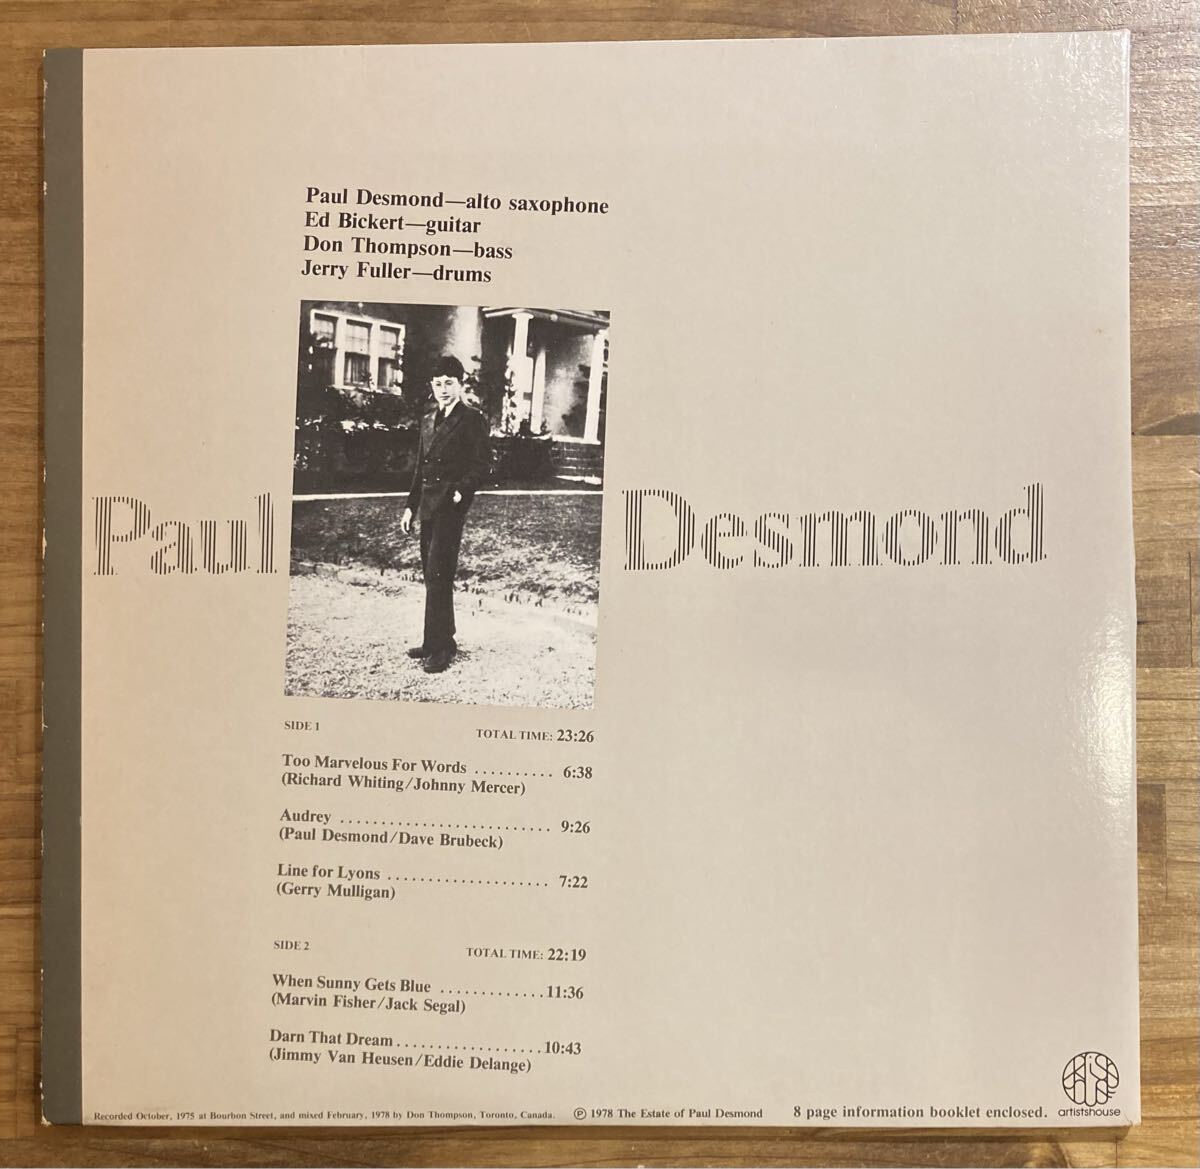 Paul Desmond—alto saxophone
Ed Bickert—guitar
Don Thompson—bass
Jerry Fuller—drums
Paul Desmond
SIDE 1 TOTAL TIME: 23:26
Too Marvelous For Words .......... 6:38
(Richard Whiting/Johnny Mercer)
Audrey .......................... 9:26
(Paul Desmond/Dave Brubeck)
Line for Lyons .................... 7:22
(Gerry Mulligan)
SIDE 2 TOTAL TIME: 22:19
When Sunny Gets Blue .............11:36
(Marvin Fisher/Jack Segal)
Darn That Dream..................10:43
(Jimmy Van Heusen/Eddie Delange)
Recorded October, 1975 at Bourbon Street, and mixed February, 1978 by Don Thompson, Toronto, Canada. ℗ 1978 The Estate of Paul Desmond 8 page information booklet enclosed.
artistshouse